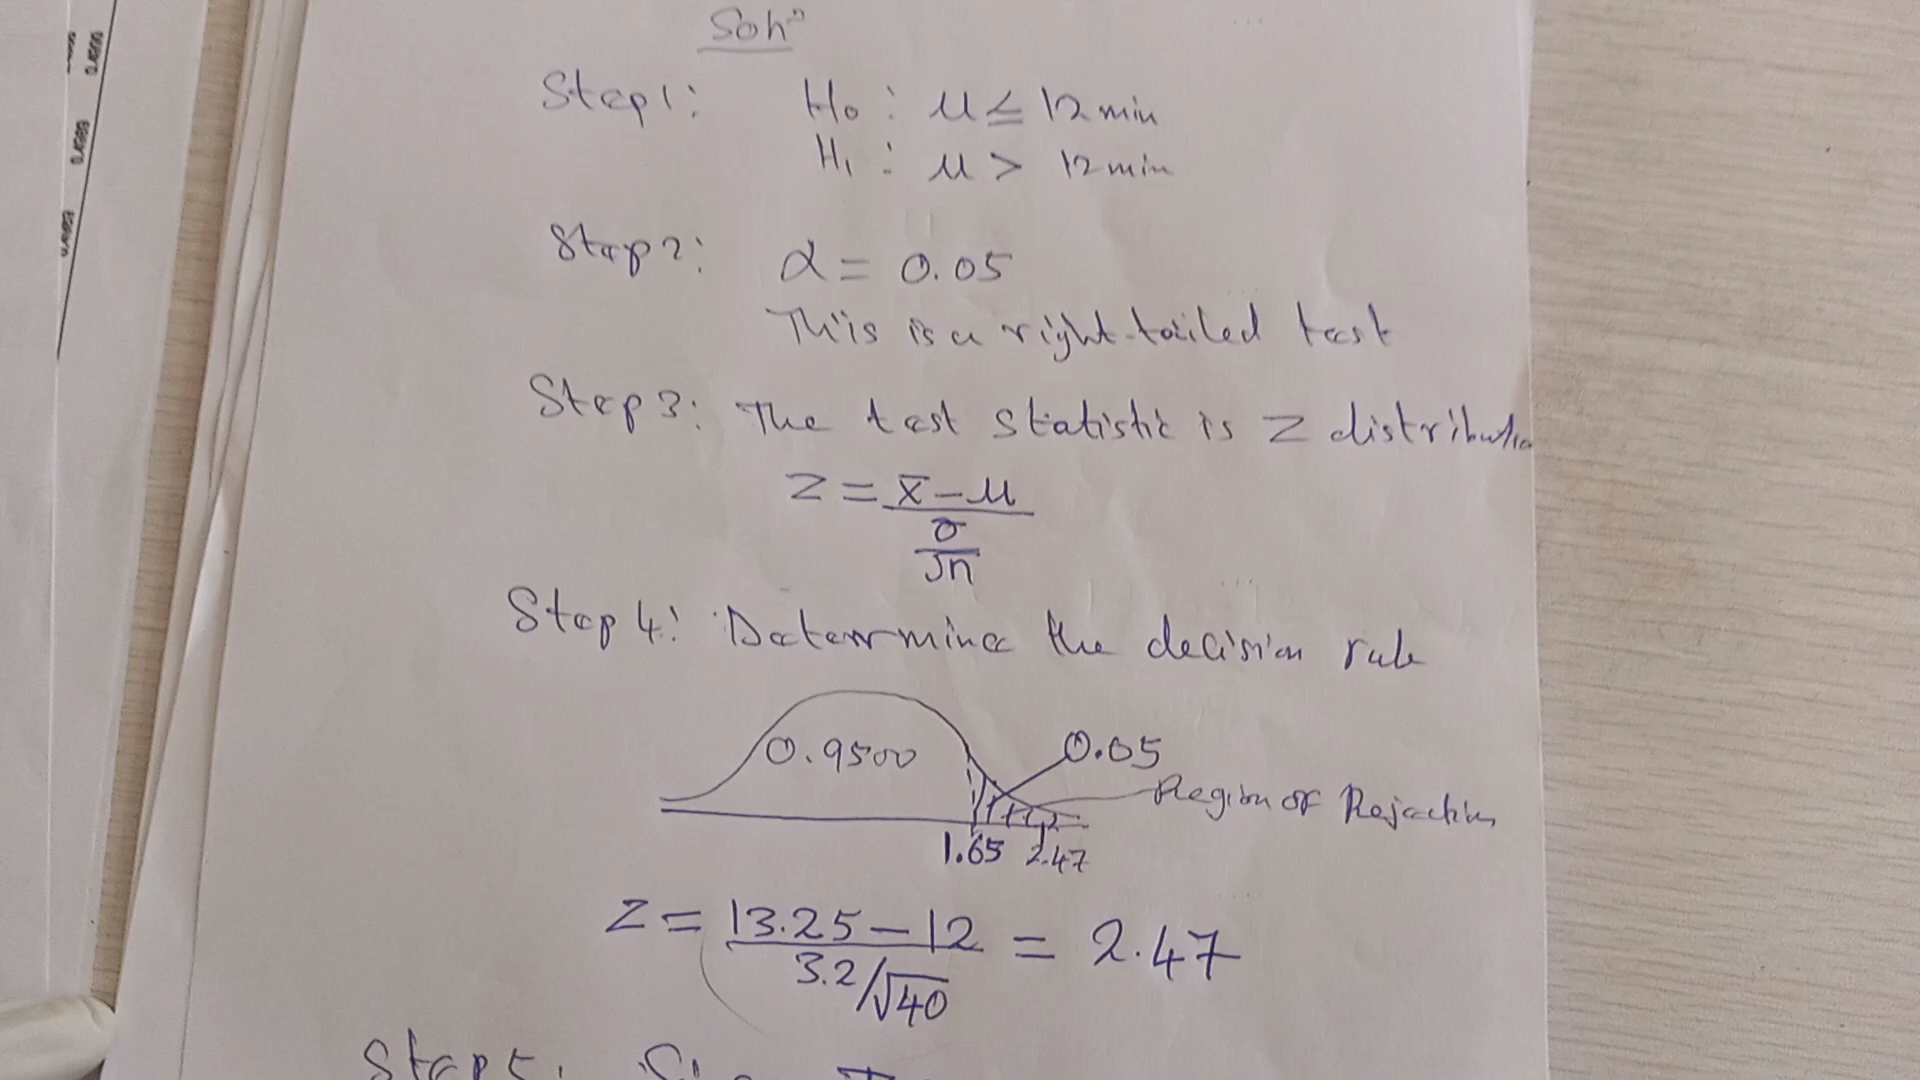 Soln
Step 1: H₀ : μ ≤ 12 min
H₁ : μ > 12 min
Step 2: α = 0.05
This is a right-tailed test
Step 3: The test statistic is Z distribution
Z = x̄ - μ
σ
√n
Step 4: Determine the decision rule
0.9500
0.05
Region of Rejection
1.65 2.47
Z = 13.25 - 12 = 2.47
3.2/√40
Step 5: